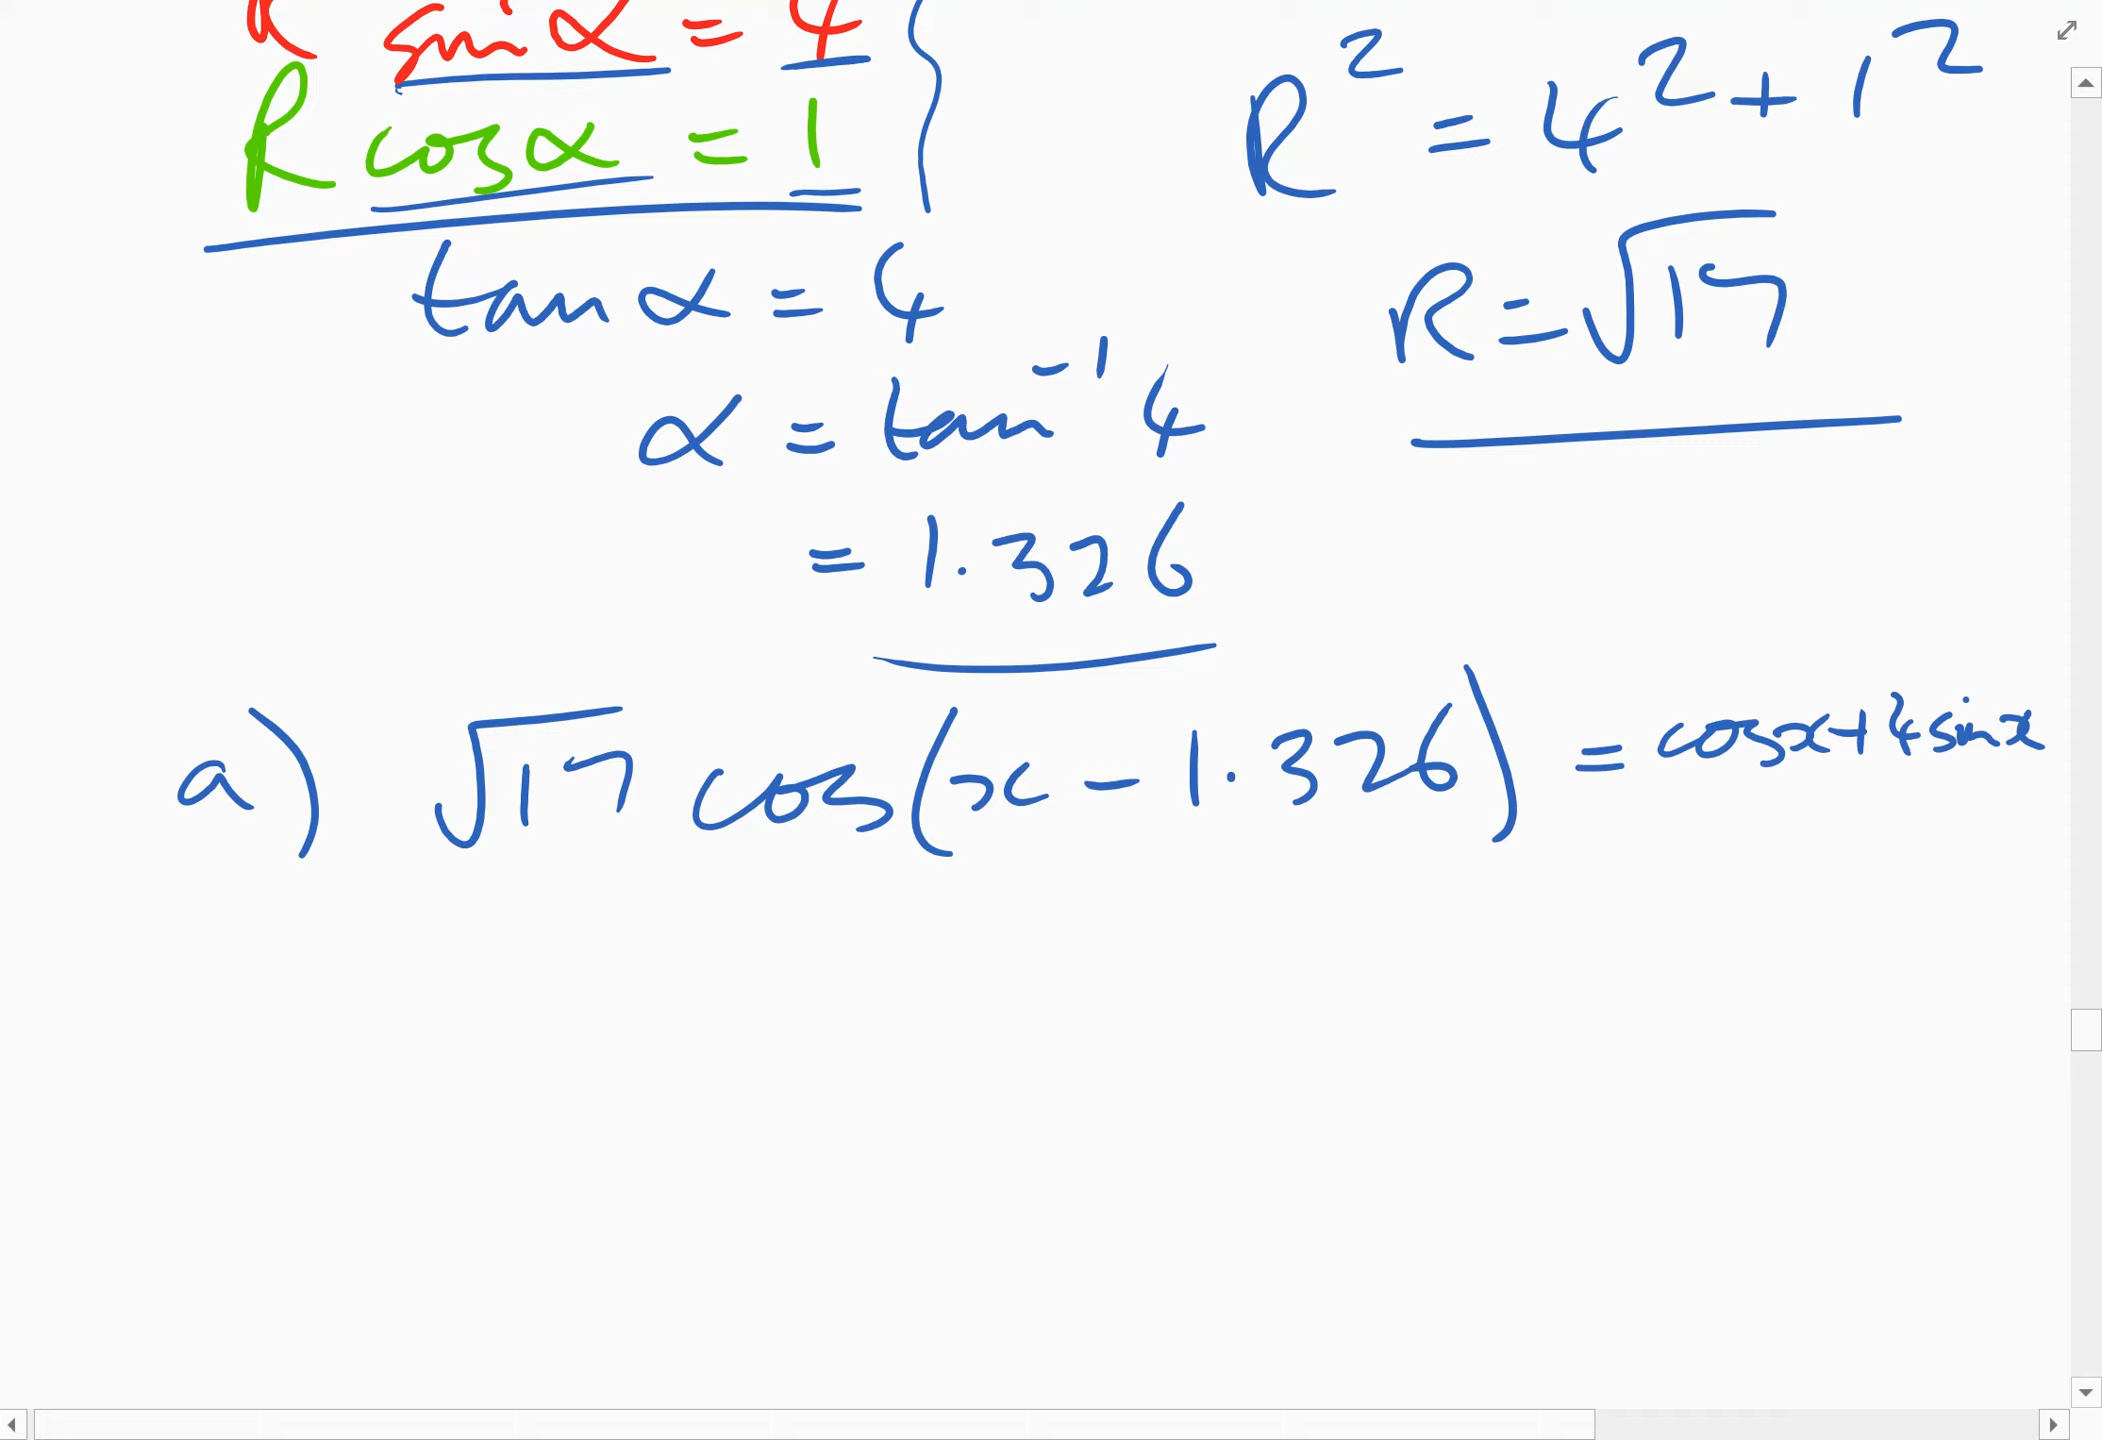 R sin α = 4
R cos α = 1
R² = 4² + 1²
tan α = 4
R = √17
α = tan⁻¹ 4
= 1.326
a) √17 cos(x − 1.326) = cos x + 4 sin x